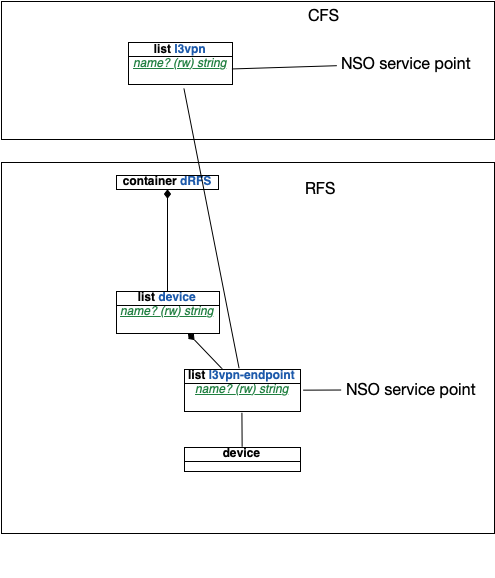 CFS
list l3vpn
name? (rw) string
NSO service point
container dRFS
RFS
list device
name? (rw) string
list l3vpn-endpoint
name? (rw) string
NSO service point
device